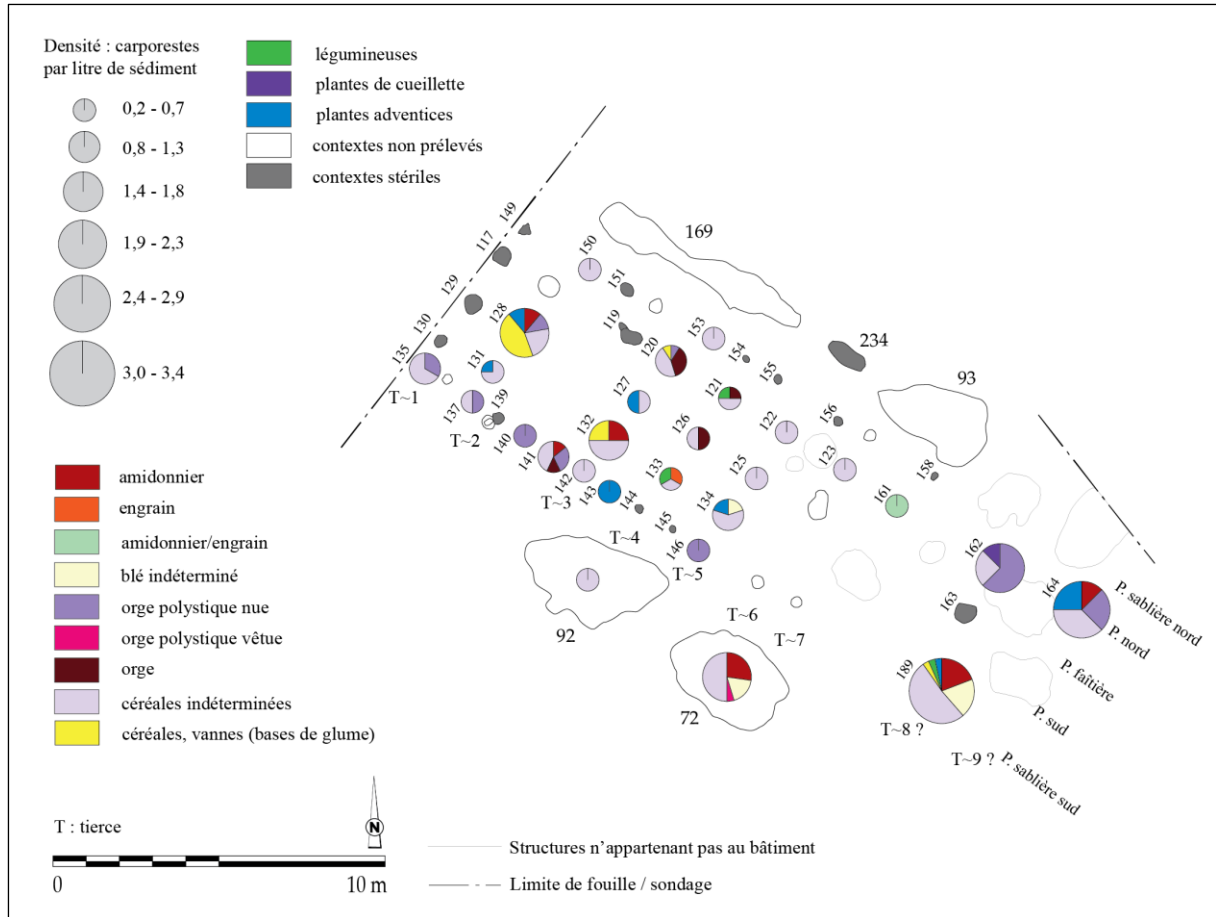 Densité : carporestes
par litre de sédiment
0,2 - 0,7
0,8 - 1,3
1,4 - 1,8
1,9 - 2,3
2,4 - 2,9
3,0 - 3,4
légumineuses
plantes de cueillette
plantes adventices
contextes non prélevés
contextes stériles
amidonnier
engrain
amidonnier/engrain
blé indéterminé
orge polystique nue
orge polystique vêtue
orge
céréales indéterminées
céréales, vannes (bases de glume)
T : tierce
N
0
10 m
Structures n'appartenant pas au bâtiment
Limite de fouille / sondage
149
117
129
130
135
T~1
150
151
169
128
119
120
153
154
155
234
93
131
137
139
T~2
127
121
140
132
126
122
156
141
142
T~3
143
133
125
123
158
144
T~4
134
161
145
146
T~5
92
T~6
T~7
72
162
163
164
189
T~8 ?
T~9 ?
P. sablière nord
P. nord
P. faîtière
P. sud
P. sablière sud